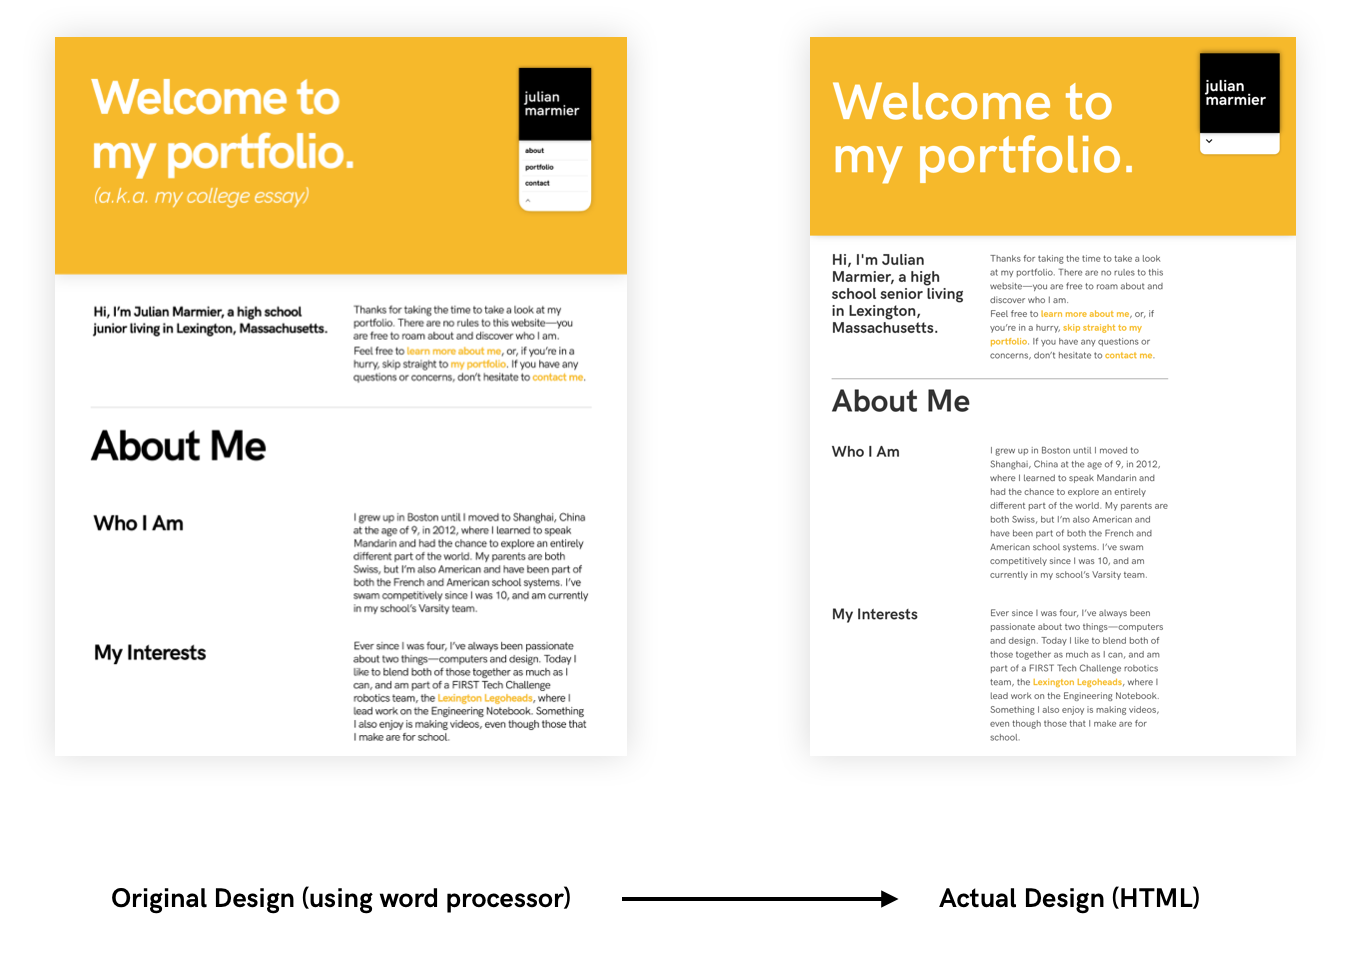 Welcome to
my portfolio.
(a.k.a. my college essay)
julian
marmier
about
portfolio
contact
Hi, I’m Julian Marmier, a high school
junior living in Lexington, Massachusetts.
Thanks for taking the time to take a look at my
portfolio. There are no rules to this website—you
are free to roam about and discover who I am.
Feel free to learn more about me, or, if you’re in a
hurry, skip straight to my portfolio. If you have any
questions or concerns, don’t hesitate to contact me.
About Me
Who I Am
I grew up in Boston until I moved to Shanghai, China
at the age of 9, in 2012, where I learned to speak
Mandarin and had the chance to explore an entirely
different part of the world. My parents are both
Swiss, but I’m also American and have been part of
both the French and American school systems. I’ve
swam competitively since I was 10, and am currently
in my school’s Varsity team.
My Interests
Ever since I was four, I’ve always been passionate
about two things—computers and design. Today I
like to blend both of those together as much as I
can, and am part of a FIRST Tech Challenge
robotics team, the Lexington Legoheads, where I
lead work on the Engineering Notebook. Something
I also enjoy is making videos, even though those that
I make are for school.
Welcome to
my portfolio.
julian
marmier
Hi, I'm Julian
Marmier, a high
school senior living
in Lexington,
Massachusetts.
Thanks for taking the time to take a look
at my portfolio. There are no rules to this
website—you are free to roam about and
discover who I am.
Feel free to learn more about me, or, if
you’re in a hurry, skip straight to my
portfolio. If you have any questions or
concerns, don’t hesitate to contact me.
About Me
Who I Am
I grew up in Boston until I moved to
Shanghai, China at the age of 9, in 2012,
where I learned to speak Mandarin and
had the chance to explore an entirely
different part of the world. My parents are
both Swiss, but I’m also American and
have been part of both the French and
American school systems. I’ve swam
competitively since I was 10, and am
currently in my school’s Varsity team.
My Interests
Ever since I was four, I’ve always been
passionate about two things—computers
and design. Today I like to blend both of
those together as much as I can, and am
part of a FIRST Tech Challenge robotics
team, the Lexington Legoheads, where I
lead work on the Engineering Notebook.
Something I also enjoy is making videos,
even though those that I make are for
school.
Original Design (using word processor)
Actual Design (HTML)